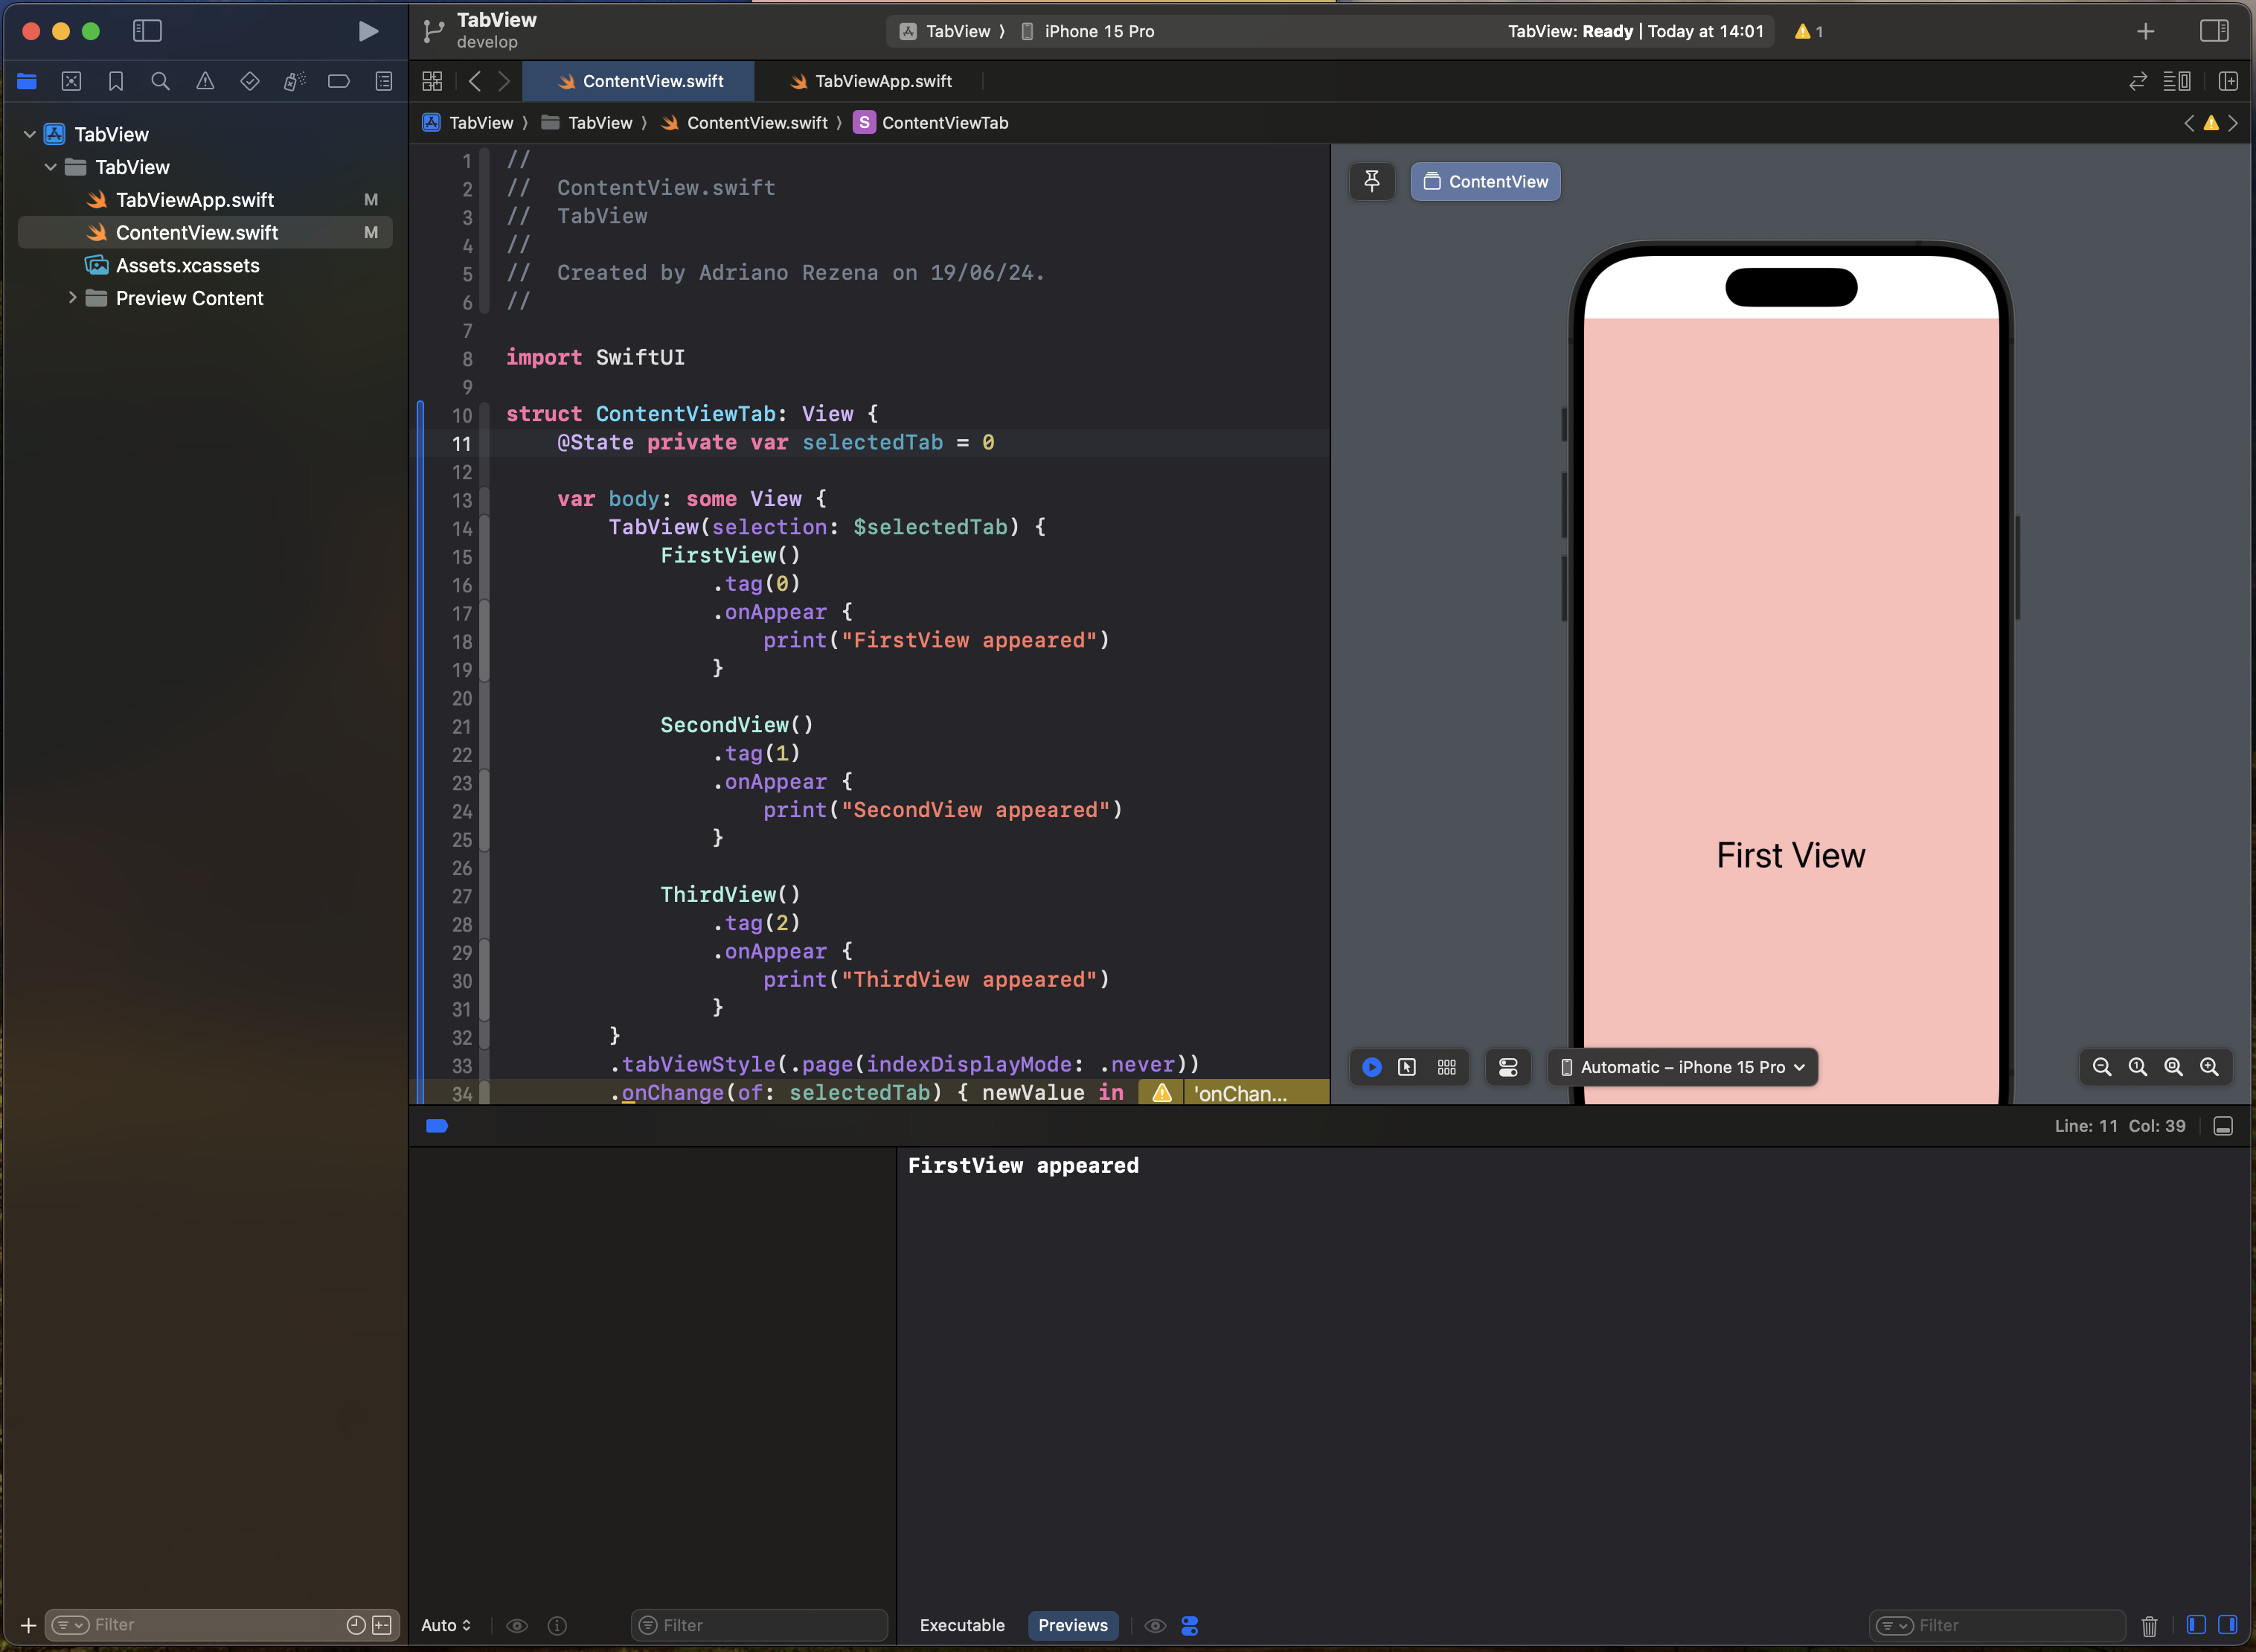 TabView
develop
TabView 〉 iPhone 15 Pro
TabView: Ready | Today at 14:01
1
ContentView.swift
TabViewApp.swift
TabView 〉 TabView 〉 ContentView.swift 〉 S ContentViewTab
TabView
TabView
TabViewApp.swift M
ContentView.swift M
Assets.xcassets
Preview Content
1 //
2 //  ContentView.swift
3 //  TabView
4 //
5 //  Created by Adriano Rezena on 19/06/24.
6 //
7
8 import SwiftUI
9
10 struct ContentViewTab: View {
11     @State private var selectedTab = 0
12
13     var body: some View {
14         TabView(selection: $selectedTab) {
15             FirstView()
16                 .tag(0)
17                 .onAppear {
18                     print("FirstView appeared")
19                 }
20
21             SecondView()
22                 .tag(1)
23                 .onAppear {
24                     print("SecondView appeared")
25                 }
26
27             ThirdView()
28                 .tag(2)
29                 .onAppear {
30                     print("ThirdView appeared")
31                 }
32         }
33         .tabViewStyle(.page(indexDisplayMode: .never))
34         .onChange(of: selectedTab) { newValue in 'onChan...
ContentView
First View
Automatic – iPhone 15 Pro
Line: 11 Col: 39
FirstView appeared
Filter
Auto
Filter
Executable
Previews
Filter